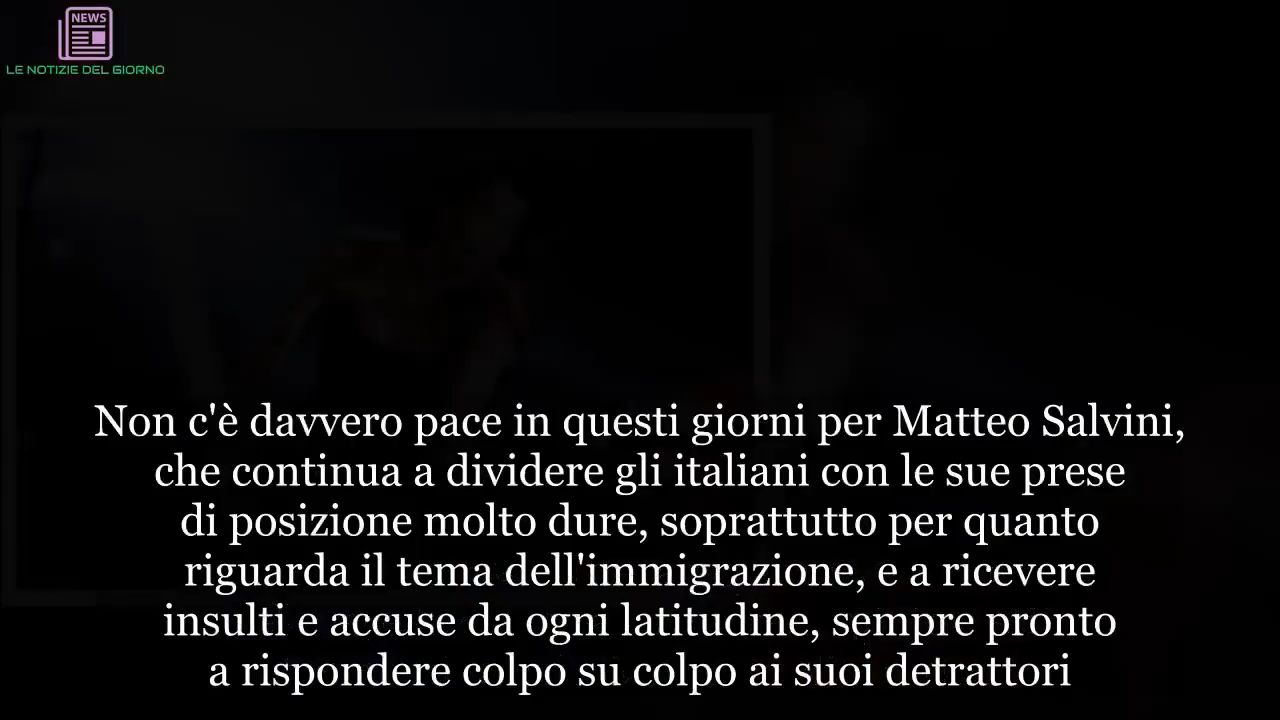 NEWS
LE NOTIZIE DEL GIORNO
Non c'è davvero pace in questi giorni per Matteo Salvini,
che continua a dividere gli italiani con le sue prese
di posizione molto dure, soprattutto per quanto
riguarda il tema dell'immigrazione, e a ricevere
insulti e accuse da ogni latitudine, sempre pronto
a rispondere colpo su colpo ai suoi detrattori